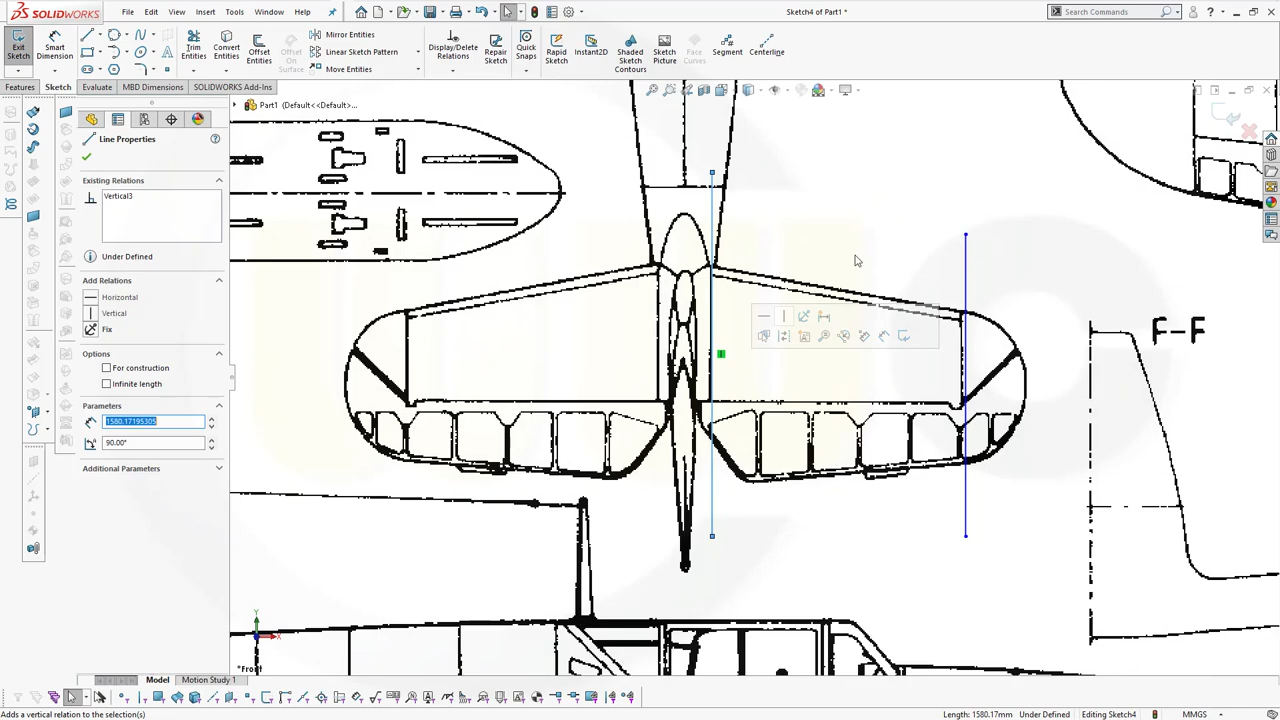 SOLIDWORKS
File Edit View Insert Tools Window
Sketch4 of Part1 *
Search Commands
Exit Sketch
Smart Dimension
Trim Entities
Convert Entities
Offset Entities
Offset On Surface
Mirror Entities
Linear Sketch Pattern
Move Entities
Display/Delete Relations
Repair Sketch
Quick Snaps
Rapid Sketch
Instant2D
Shaded Sketch Contours
Sketch Picture
Face Curves
Segment
Centerline
Features Sketch Evaluate MBD Dimensions SOLIDWORKS Add-Ins
Part1 (Default<<Default>...
Line Properties
Existing Relations
Vertical3
Under Defined
Add Relations
Horizontal
Vertical
Fix
Options
For construction
Infinite length
Parameters
1580.17195305
90.00°
Additional Parameters
F-F
Y
X
*Front
Model Motion Study 1
Adds a vertical relation to the selection(s)
Length: 1580.17mm Under Defined Editing Sketch4 MMGS